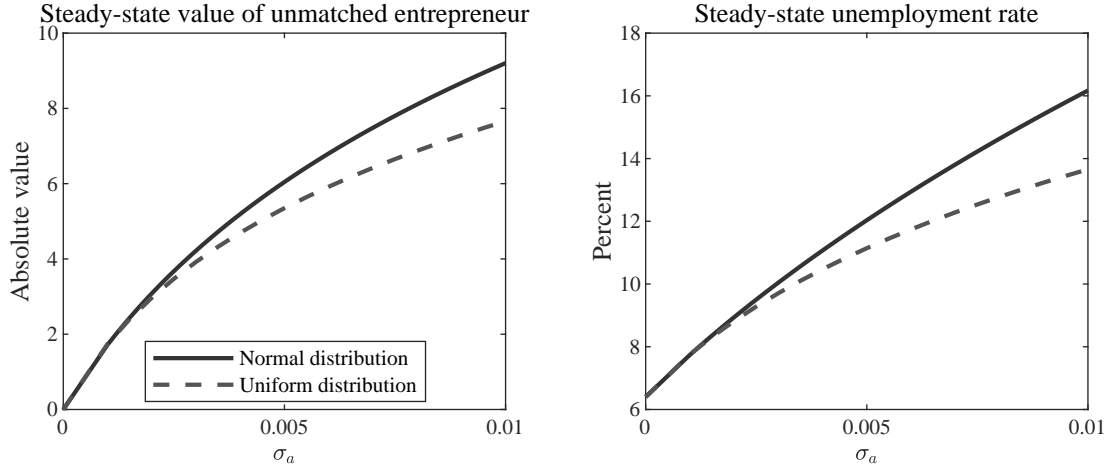 Steady-state value of unmatched entrepreneur
10
8
6
4
2
0
Absolute value
Normal distribution
Uniform distribution
0
0.005
0.01
σₐ
Steady-state unemployment rate
18
16
14
12
10
8
6
Percent
0
0.005
0.01
σₐ